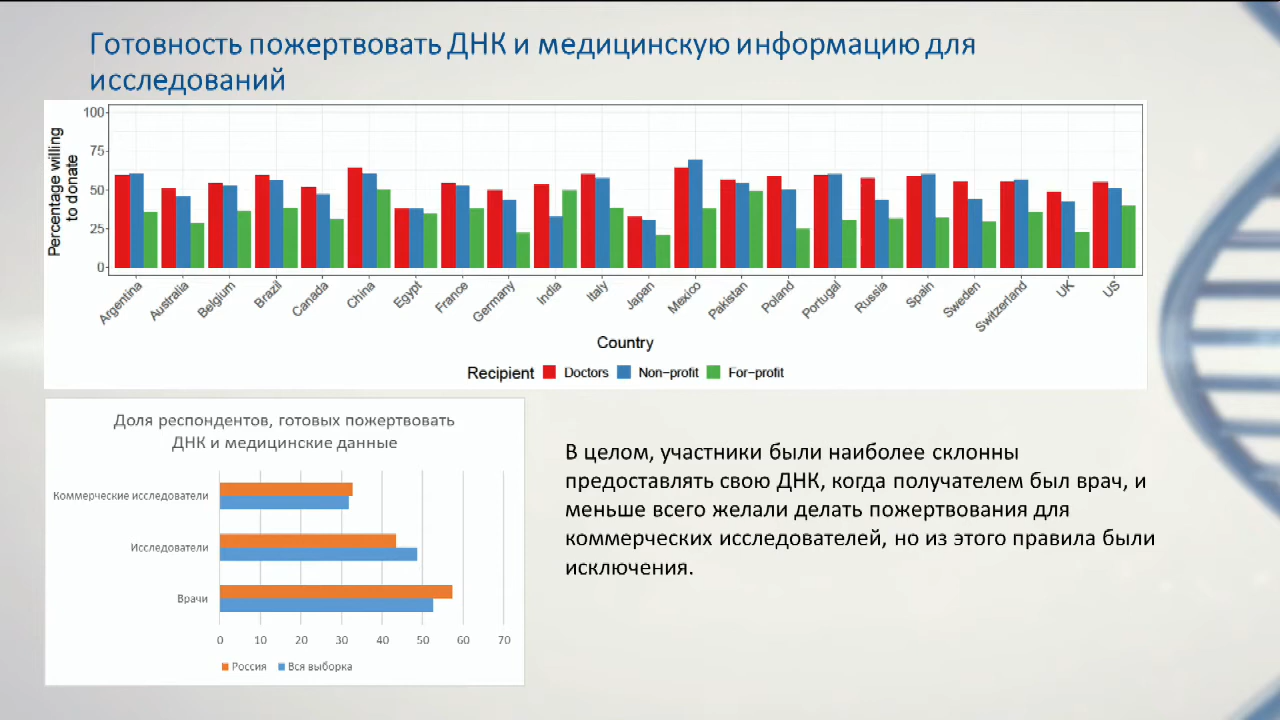 Готовность пожертвовать ДНК и медицинскую информацию для
исследований
Percentage willing
to donate
100
75
50
25
0
Argentina
Australia
Belgium
Brazil
Canada
China
Egypt
France
Germany
India
Italy
Japan
Mexico
Pakistan
Poland
Portugal
Russia
Spain
Sweden
Switzerland
UK
US
Country
Recipient Doctors Non-profit For-profit
Доля респондентов, готовых пожертвовать
ДНК и медицинские данные
Коммерческие исследователи
Исследователи
Врачи
0 10 20 30 40 50 60 70
Россия Вся выборка
В целом, участники были наиболее склонны
предоставлять свою ДНК, когда получателем был врач, и
меньше всего желали делать пожертвования для
коммерческих исследователей, но из этого правила были
исключения.